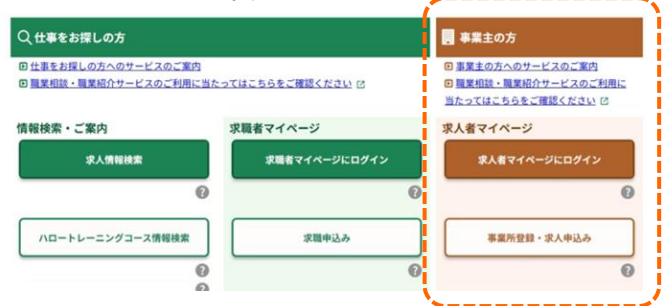 仕事をお探しの方
仕事をお探しの方へのサービスのご案内
職業相談・職業紹介サービスのご利用に当たってはこちらをご確認ください
情報検索・ご案内
求人情報検索
?
ハロートレーニングコース情報検索
?
?
求職者マイページ
求職者マイページにログイン
?
求職申込み
?
事業主の方
事業主の方へのサービスのご案内
職業相談・職業紹介サービスのご利用に
当たってはこちらをご確認ください
求人者マイページ
求人者マイページにログイン
?
事業所登録・求人申込み
?